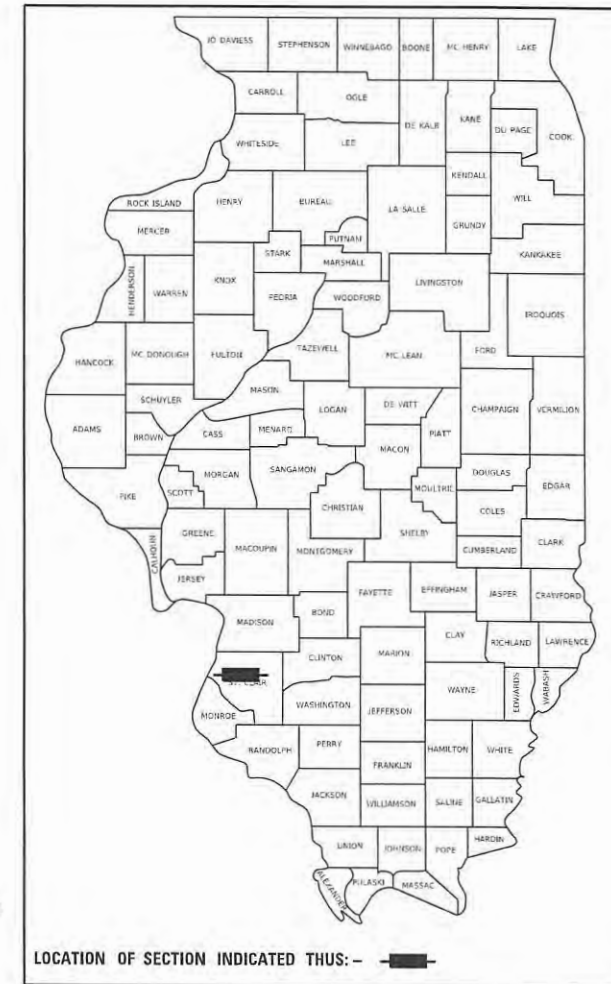 JO DAVIESS STEPHENSON WINNEBAGO BOONE MC HENRY LAKE
CARROLL OGLE DE KALB KANE DU PAGE COOK
WHITESIDE LEE
KENDALL WILL
ROCK ISLAND HENRY BUREAU LA SALLE GRUNDY
MERCER PUTNAM
STARK MARSHALL KANKAKEE
HENDERSON WARREN KNOX PEORIA WOODFORD LIVINGSTON
IROQUOIS
HANCOCK MC DONOUGH FULTON TAZEWELL MC LEAN FORD
MASON
SCHUYLER LOGAN DE WITT CHAMPAIGN VERMILION
ADAMS BROWN CASS MENARD PIATT
MACON
MORGAN SANGAMON DOUGLAS
PIKE SCOTT MOULTRIE EDGAR
CHRISTIAN COLES
GREENE SHELBY
CALHOUN MACOUPIN MONTGOMERY CUMBERLAND CLARK
JERSEY FAYETTE EFFINGHAM JASPER CRAWFORD
MADISON BOND
CLAY RICHLAND LAWRENCE
CLINTON MARION
ST. CLAIR WAYNE EDWARDS WABASH
WASHINGTON JEFFERSON
MONROE
RANDOLPH PERRY HAMILTON WHITE
FRANKLIN
JACKSON WILLIAMSON SALINE GALLATIN
HARDIN
UNION JOHNSON POPE
ALEXANDER PULASKI MASSAC
LOCATION OF SECTION INDICATED THUS: –